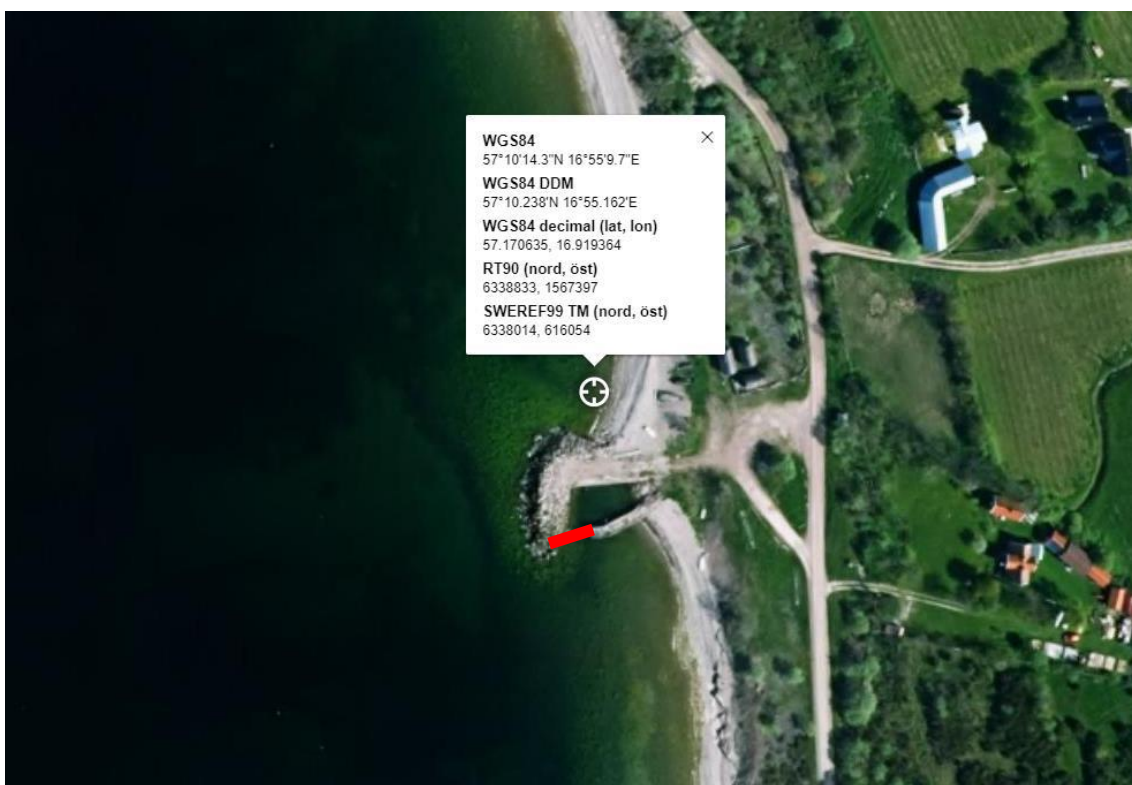 WGS84
57°10'14.3"N 16°55'9.7"E
WGS84 DDM
57°10.238'N 16°55.162'E
WGS84 decimal (lat, lon)
57.170635, 16.919364
RT90 (nord, öst)
6338833, 1567397
SWEREF99 TM (nord, öst)
6338014, 616054